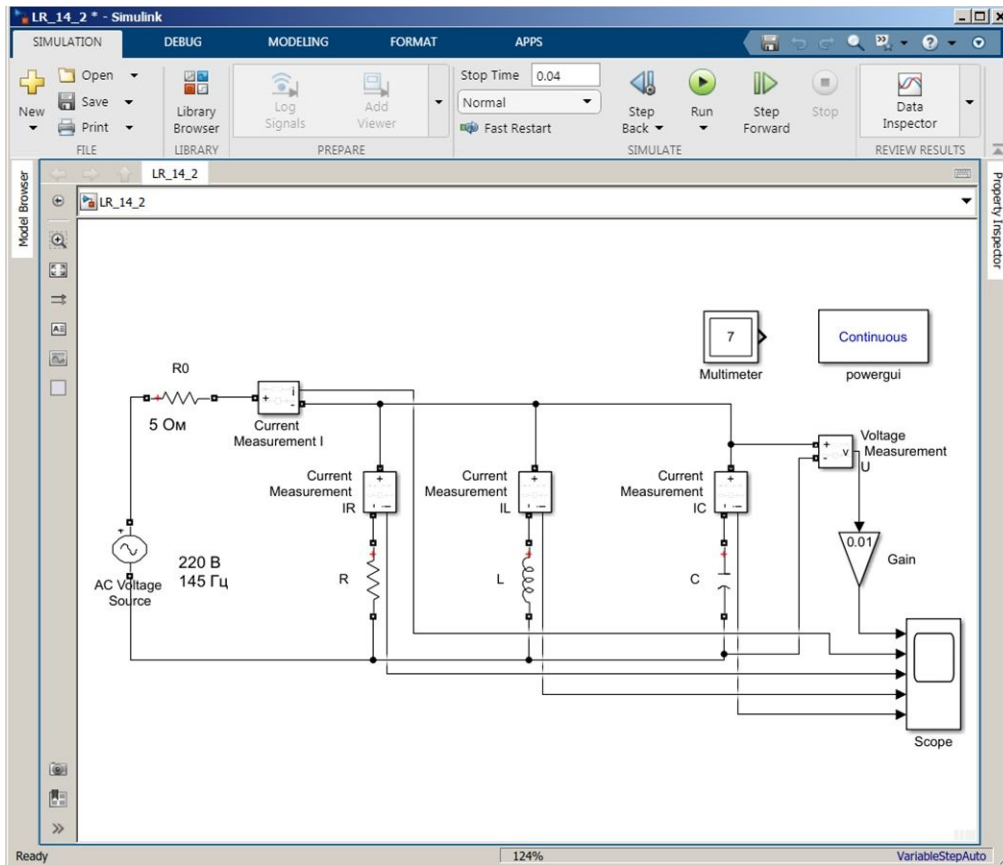 LR_14_2 * - Simulink
SIMULATION
DEBUG
MODELING
FORMAT
APPS
New
Open
Save
Print
FILE
Library
Browser
LIBRARY
Log
Signals
Add
Viewer
PREPARE
Stop Time 0.04
Normal
Fast Restart
Step
Back
Run
Step
Forward
Stop
SIMULATE
Data
Inspector
REVIEW RESULTS
Model Browser
LR_14_2
LR_14_2
Property Inspector
7
Multimeter
Continuous
powergui
R0
5 Ом
+
i
-
Current
Measurement I
Current
Measurement
IR
+
Current
Measurement
IL
+
Current
Measurement
IC
+
+
-
v
Voltage
Measurement
U
0.01
Gain
+
AC Voltage
Source
220 В
145 Гц
R
L
C
Scope
Ready
124%
VariableStepAuto